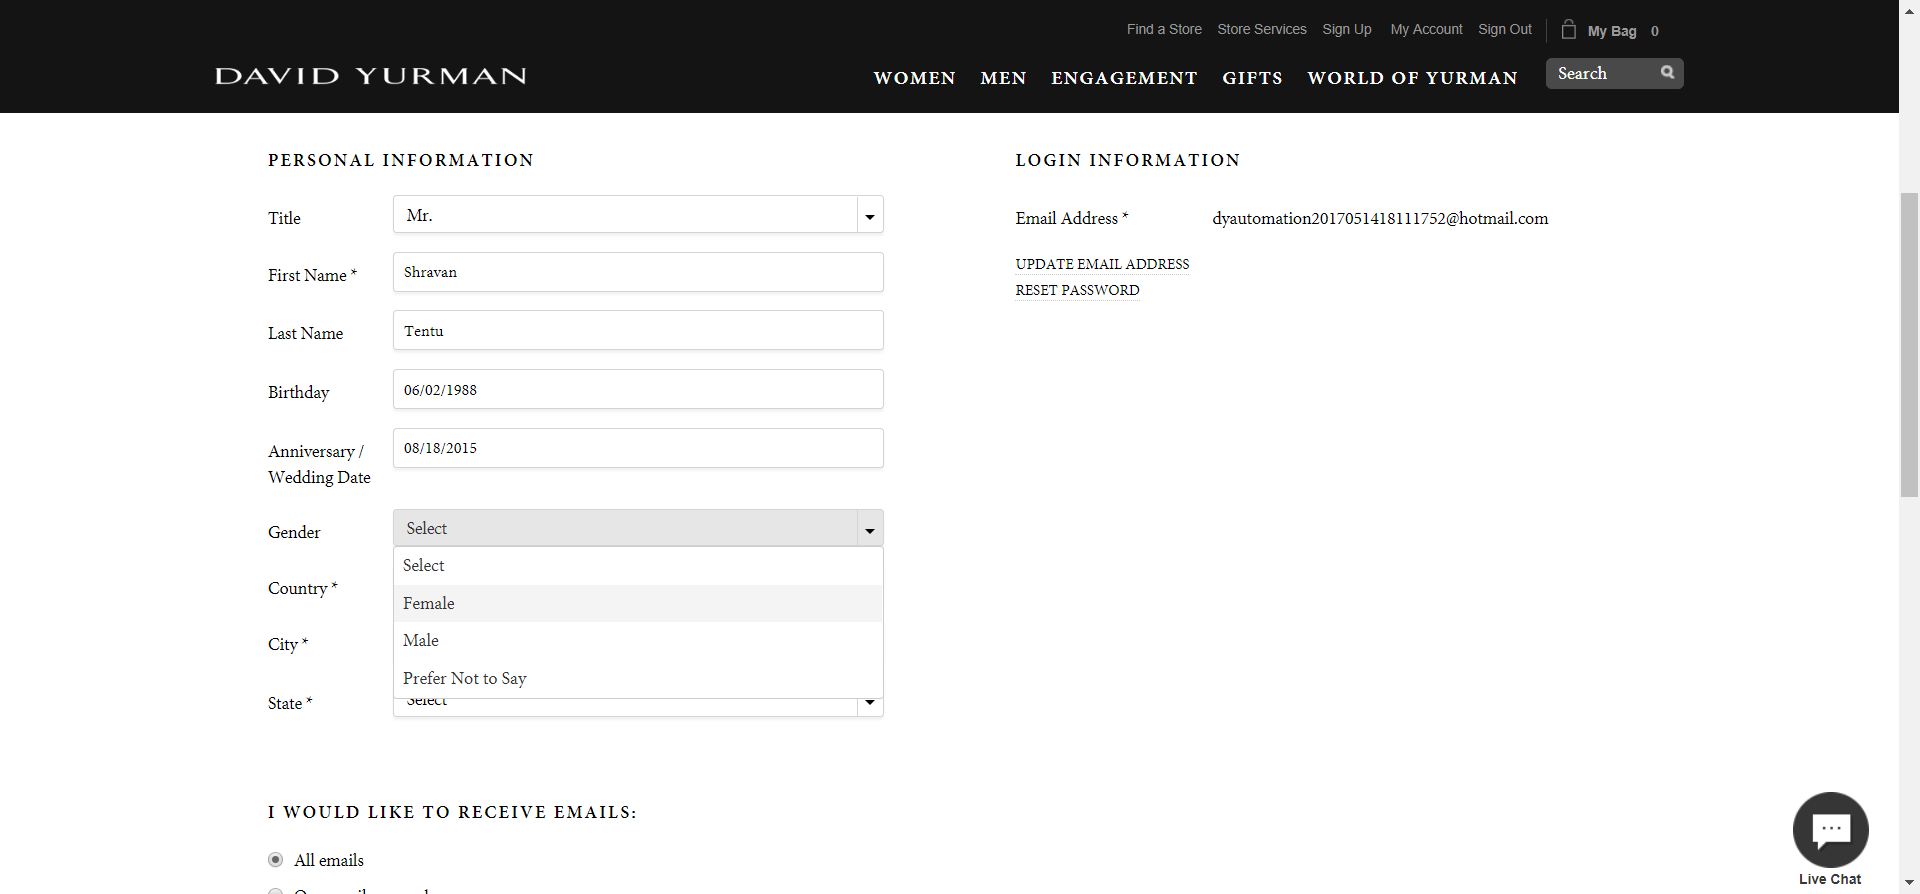 Find a Store Store Services Sign Up My Account Sign Out My Bag 0
DAVID YURMAN
WOMEN MEN ENGAGEMENT GIFTS WORLD OF YURMAN Search
PERSONAL INFORMATION
Title Mr.
First Name * Shravan
Last Name Tentu
Birthday 06/02/1988
Anniversary / 08/18/2015
Wedding Date
Gender Select
Select
Country *
Female
City * Male
Prefer Not to Say
State * Select
LOGIN INFORMATION
Email Address * dyautomation2017051418111752@hotmail.com
UPDATE EMAIL ADDRESS
RESET PASSWORD
I WOULD LIKE TO RECEIVE EMAILS:
All emails
Live Chat